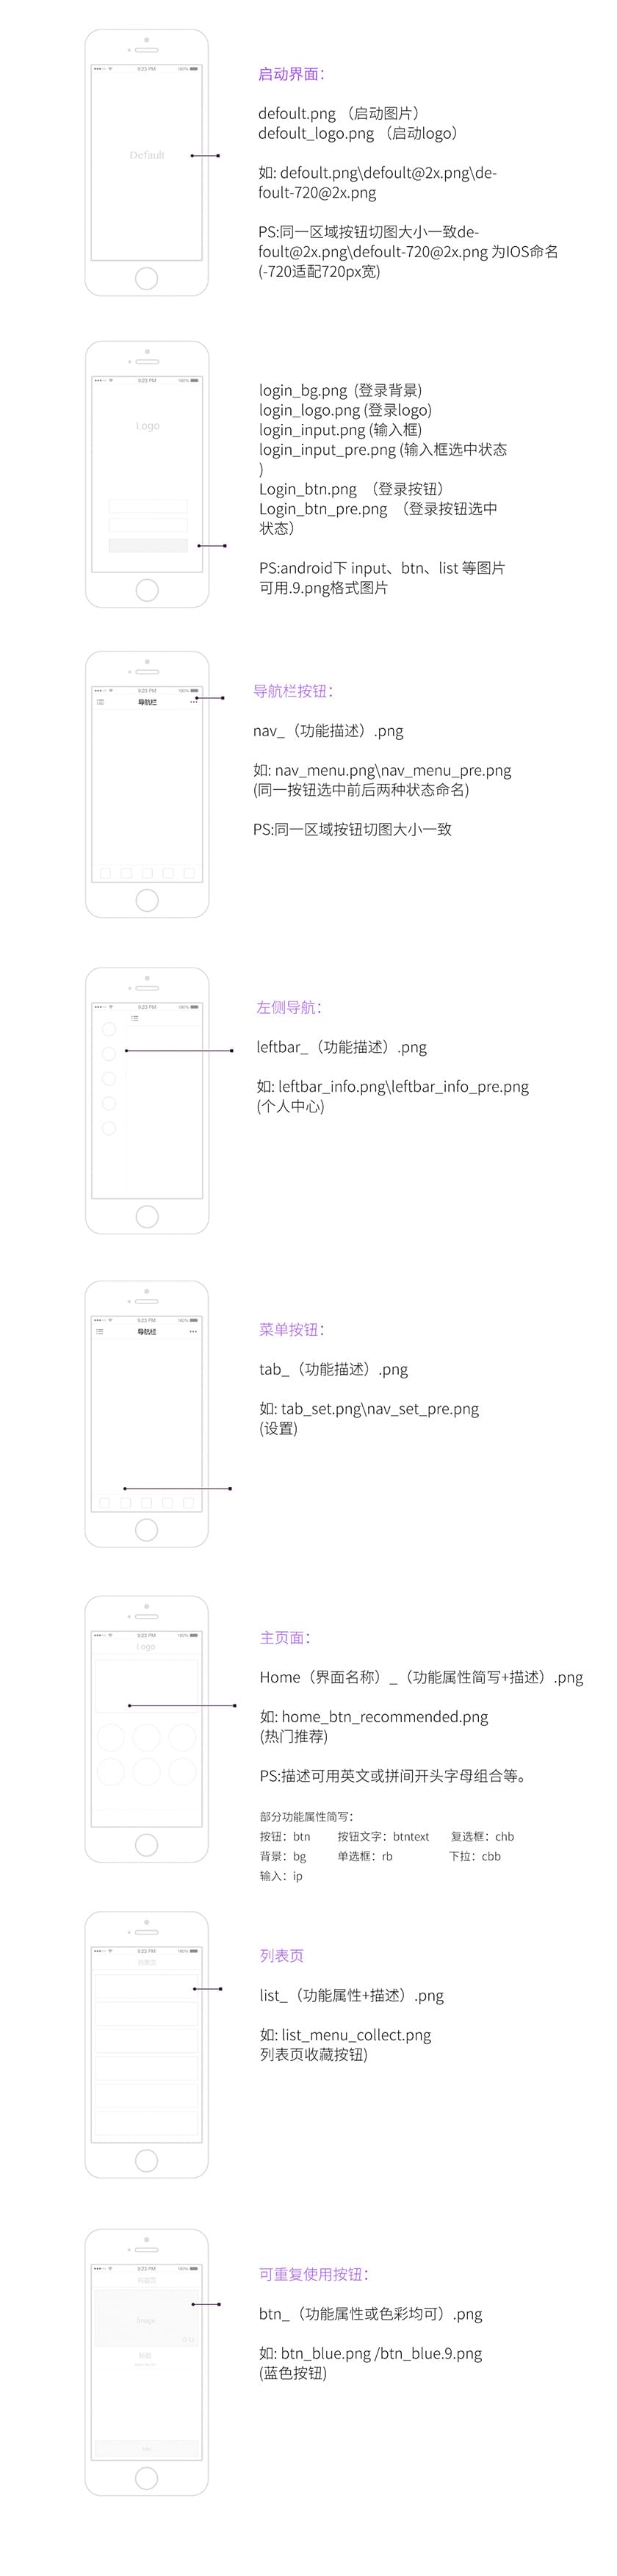 ●●●○○ 9:23 PM 100%
Default
启动界面：
defoult.png （启动图片）
defoult_logo.png （启动logo）
如: defoult.png\defoult@2x.png\de-
foult-720@2x.png
PS:同一区域按钮切图大小一致de-
foult@2x.png\defoult-720@2x.png 为IOS命名
(-720适配720px宽)
9:23 PM 100%
Logo
login_bg.png (登录背景)
login_logo.png (登录logo)
login_input.png (输入框)
login_input_pre.png (输入框选中状态
)
Login_btn.png （登录按钮）
Login_btn_pre.png （登录按钮选中
状态）
PS:android下 input、btn、list 等图片
可用.9.png格式图片
9:23 PM 100%
导航栏
导航栏按钮：
nav_（功能描述）.png
如: nav_menu.png\nav_menu_pre.png
(同一按钮选中前后两种状态命名)
PS:同一区域按钮切图大小一致
9:23 PM 100%
左侧导航：
leftbar_（功能描述）.png
如: leftbar_info.png\leftbar_info_pre.png
(个人中心)
9:23 PM 100%
导航栏
菜单按钮：
tab_（功能描述）.png
如: tab_set.png\nav_set_pre.png
(设置)
9:23 PM 100%
Logo
主页面：
Home（界面名称）_（功能属性简写+描述）.png
如: home_btn_recommended.png
(热门推荐)
PS:描述可用英文或拼间开头字母组合等。
部分功能属性简写：
按钮：btn 按钮文字：btntext 复选框：chb
背景：bg 单选框：rb 下拉：cbb
输入：ip
9:23 PM 100%
列表页
列表页
list_（功能属性+描述）.png
如: list_menu_collect.png
列表页收藏按钮)
9:23 PM 100%
Image
标题
可重复使用按钮：
btn_（功能属性或色彩均可）.png
如: btn_blue.png /btn_blue.9.png
(蓝色按钮)